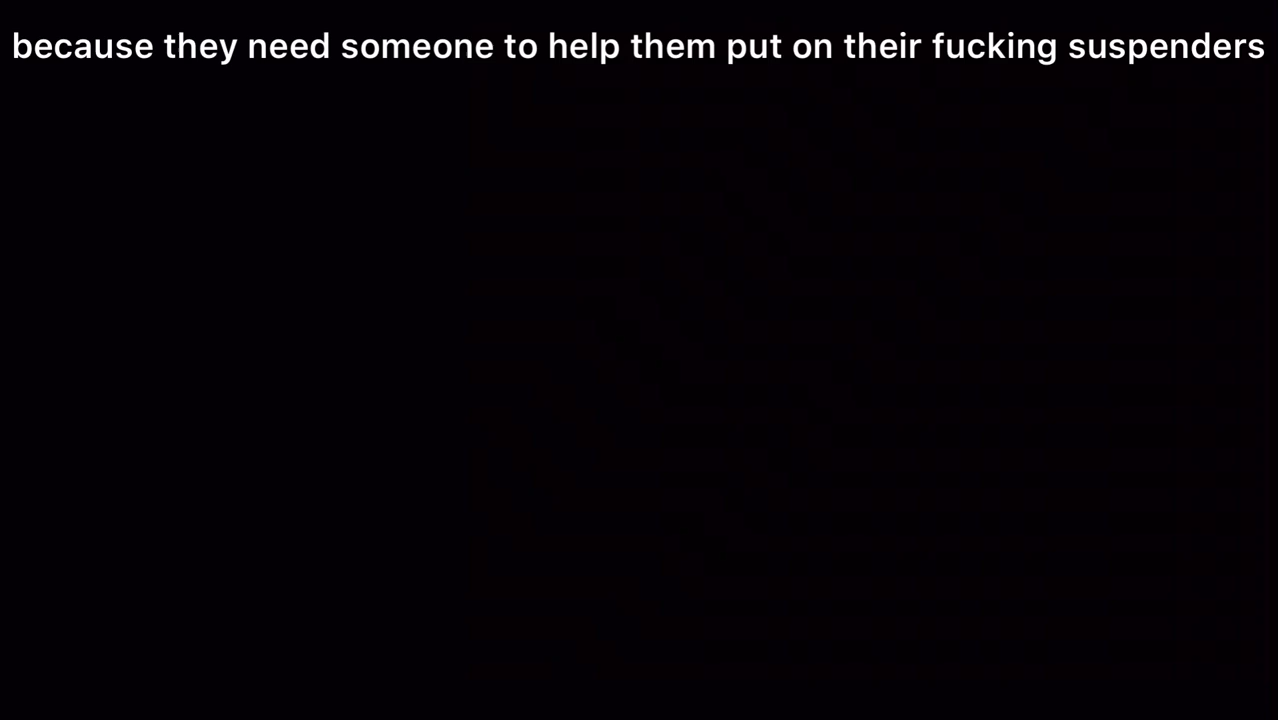 because they need someone to help them put on their fucking suspenders